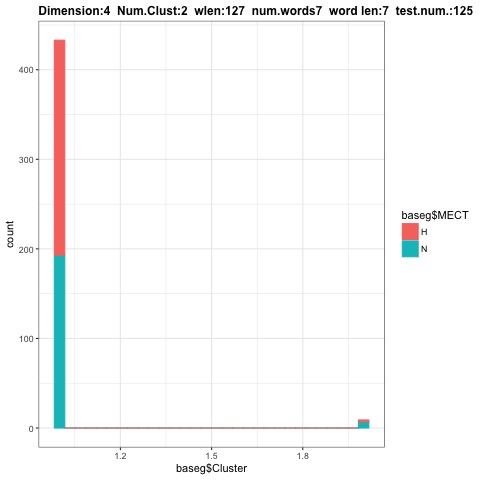 Dimension:4 Num.Clust:2 wlen:127 num.words7 word len:7 test.num.:125
400
300
200
100
0
count
1.2 1.5 1.8
baseg$Cluster
baseg$MECT
H
N